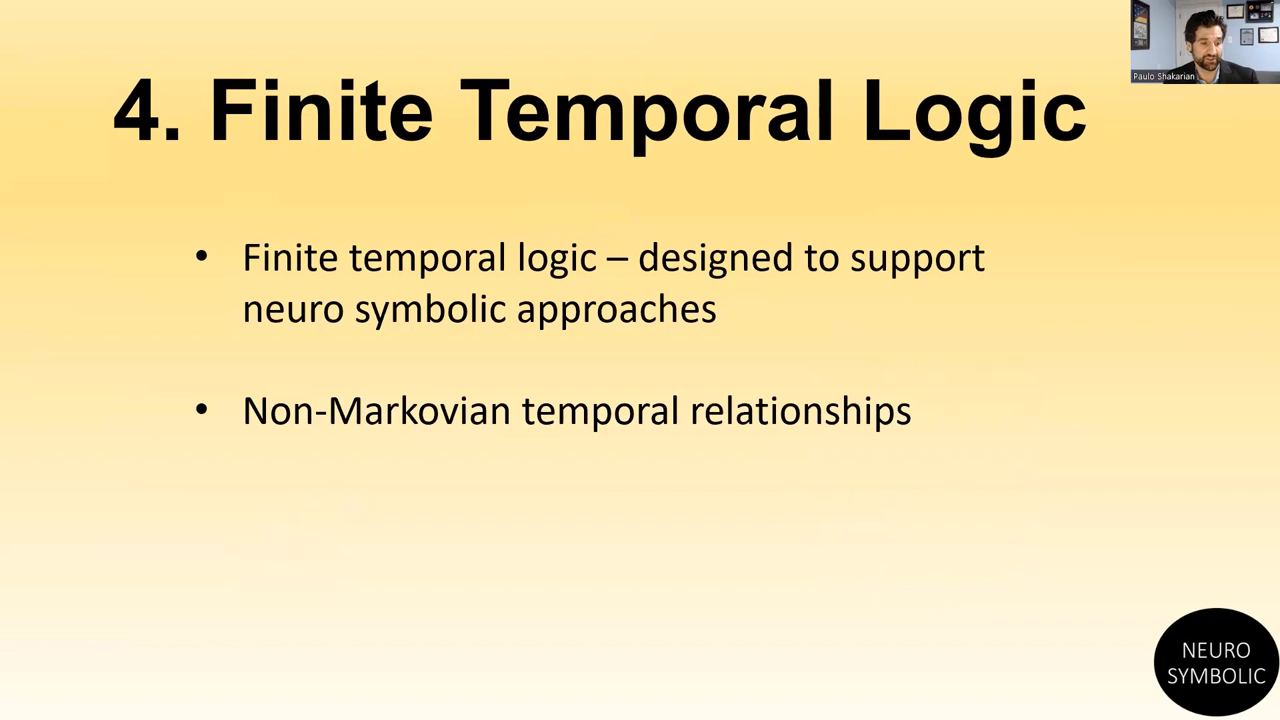 Paulo Shakarian
4. Finite Temporal Logic
• Finite temporal logic – designed to support
neuro symbolic approaches
• Non-Markovian temporal relationships
NEURO
SYMBOLIC